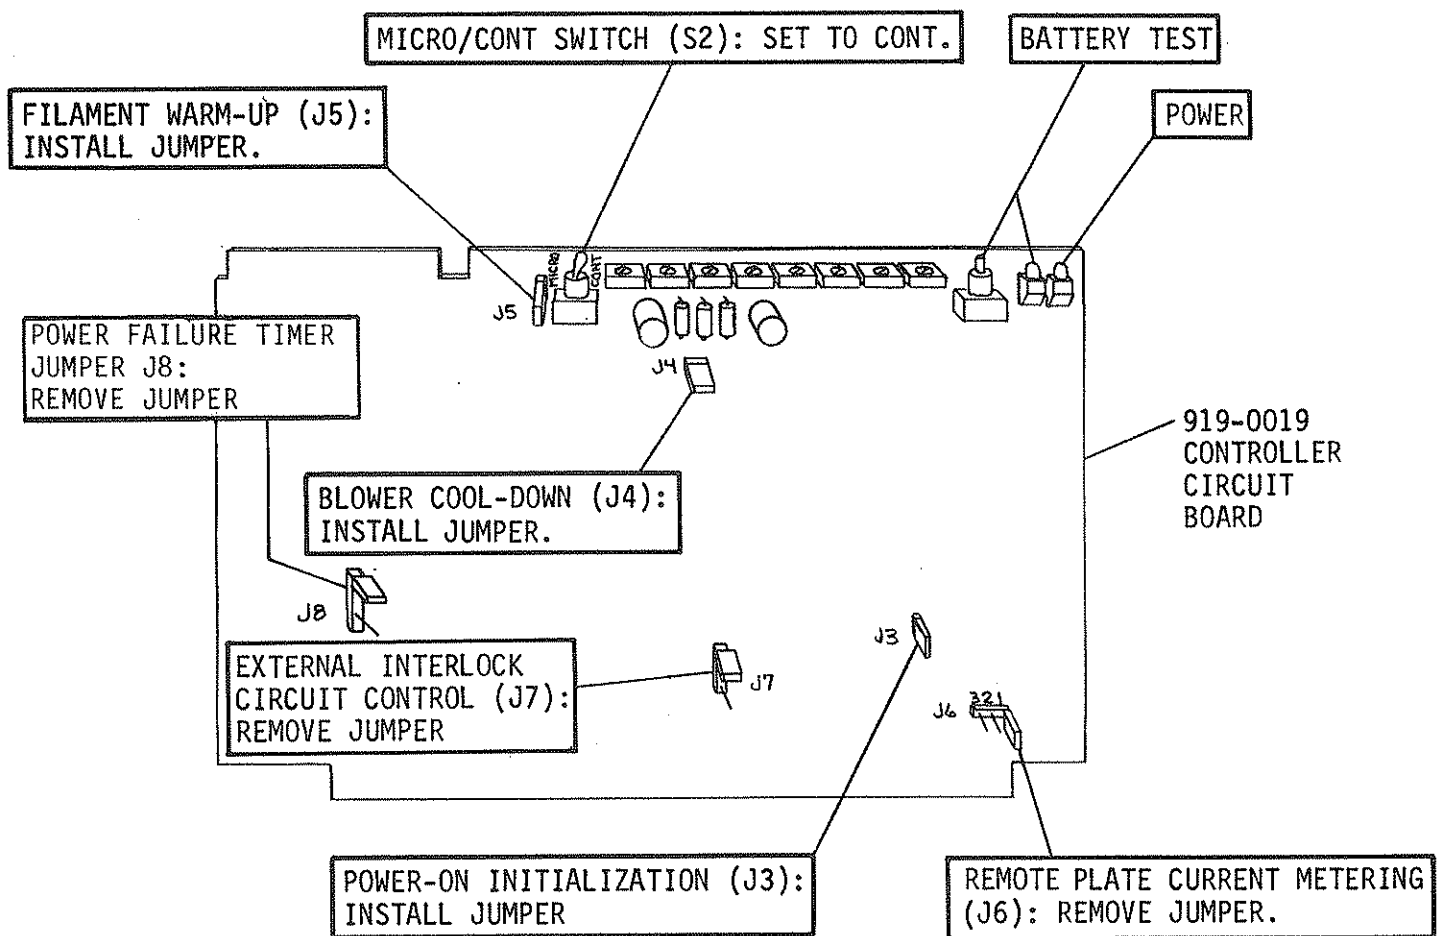 MICRO/CONT SWITCH (S2): SET TO CONT.
BATTERY TEST
FILAMENT WARM-UP (J5):
INSTALL JUMPER.
POWER
MICRO
CONT
J5
POWER FAILURE TIMER
JUMPER J8:
REMOVE JUMPER
J4
919-0019
CONTROLLER
CIRCUIT
BOARD
BLOWER COOL-DOWN (J4):
INSTALL JUMPER.
J8
J3
EXTERNAL INTERLOCK
CIRCUIT CONTROL (J7):
REMOVE JUMPER
J7
J6
321
POWER-ON INITIALIZATION (J3):
INSTALL JUMPER
REMOTE PLATE CURRENT METERING
(J6): REMOVE JUMPER.